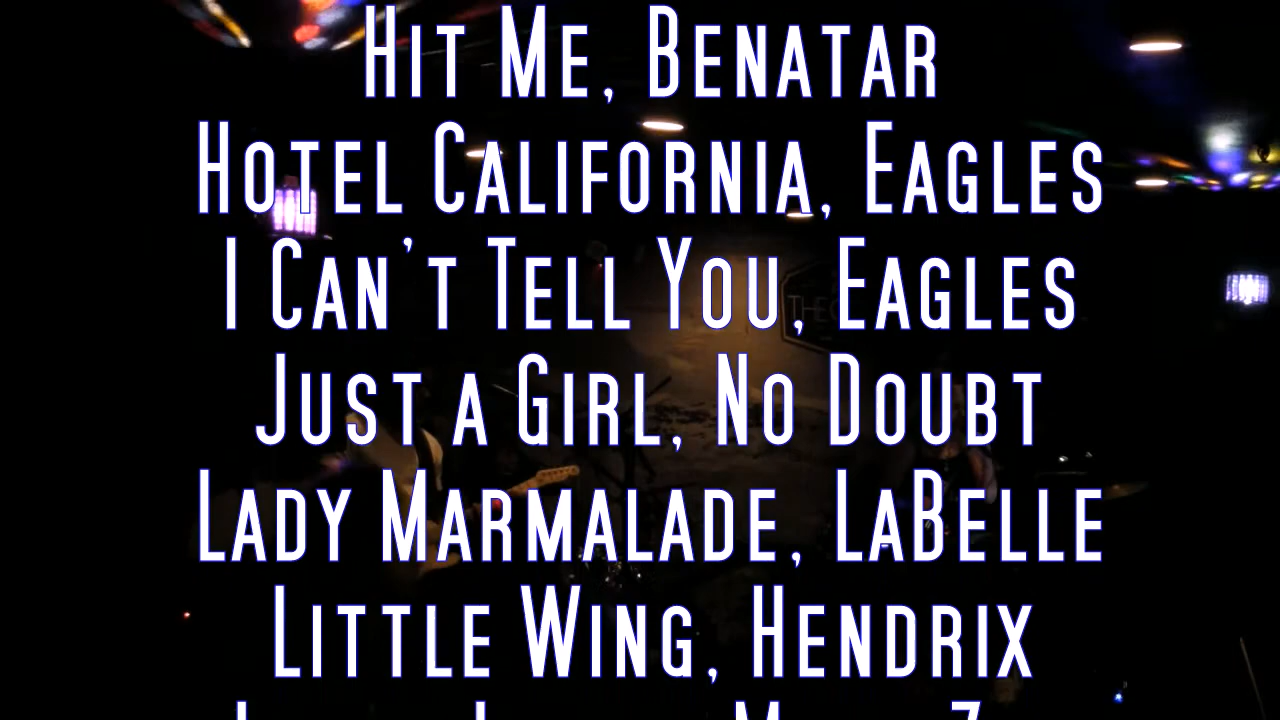 Hit Me, Benatar
Hotel California, Eagles
I Can't Tell You, Eagles
Just a Girl, No Doubt
Lady Marmalade, LaBelle
Little Wing, Hendrix